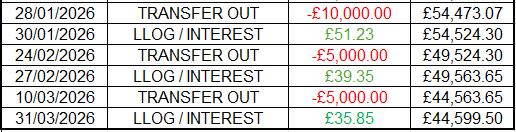 28/01/2026 TRANSFER OUT -£10,000.00 £54,473.07
30/01/2026 LLOG / INTEREST £51.23 £54,524.30
24/02/2026 TRANSFER OUT -£5,000.00 £49,524.30
27/02/2026 LLOG / INTEREST £39.35 £49,563.65
10/03/2026 TRANSFER OUT -£5,000.00 £44,563.65
31/03/2026 LLOG / INTEREST £35.85 £44,599.50